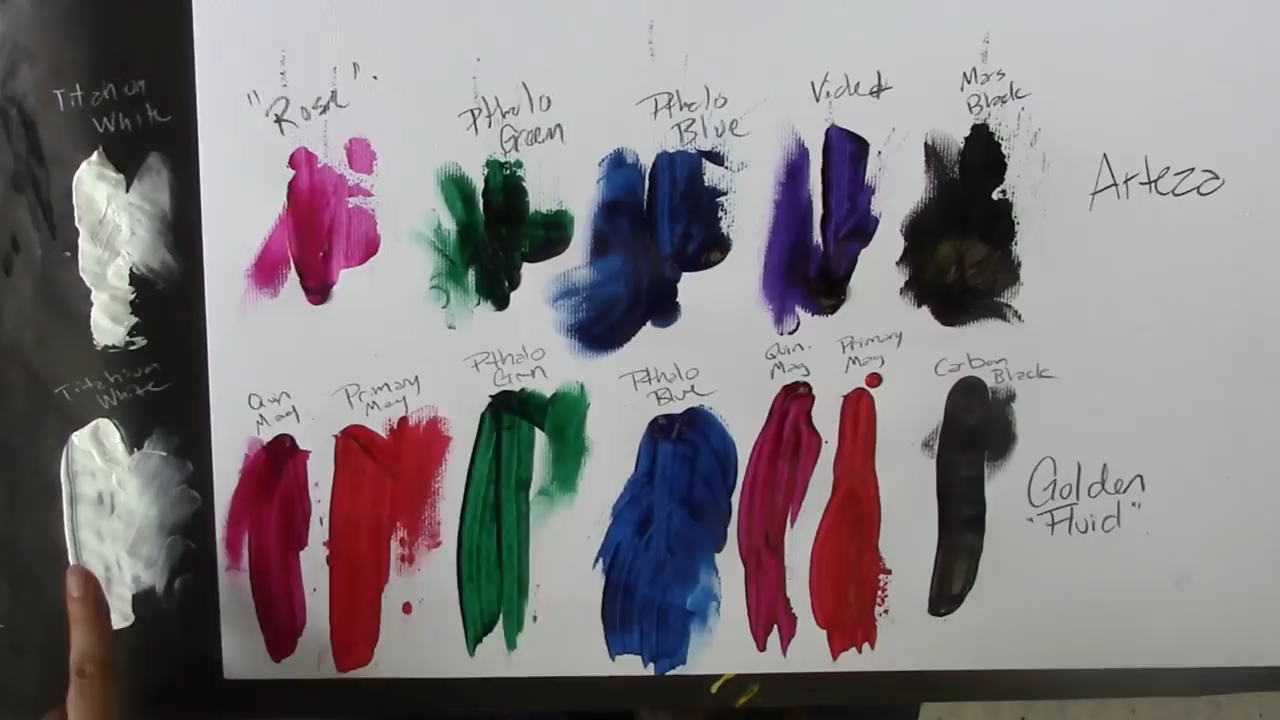 Titanium
White
"Rose".
Pthalo
Green
Pthalo
Blue
Violet
Mars
Black
Arteza
Titanium
White
Quin
Mag
Primary
Mag
Pthalo
Grn
Pthalo
Blue
Quin.
Mag
Primary
Mag
Carbon
Black
Golden
"Fluid"